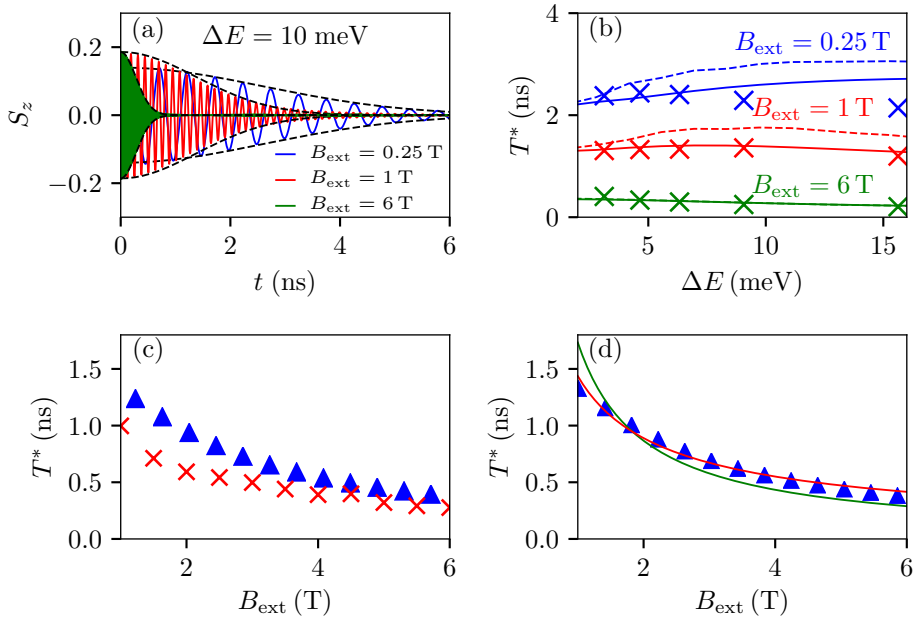 (a)
ΔE = 10 meV
0.2
0.0
−0.2
S_z
B_ext = 0.25 T
B_ext = 1 T
B_ext = 6 T
0 2 4 6
t (ns)
(b)
B_ext = 0.25 T
B_ext = 1 T
B_ext = 6 T
4
2
0
T* (ns)
5 10 15
ΔE (meV)
(c)
1.5
1.0
0.5
0.0
T* (ns)
2 4 6
B_ext (T)
(d)
1.5
1.0
0.5
0.0
T* (ns)
2 4 6
B_ext (T)